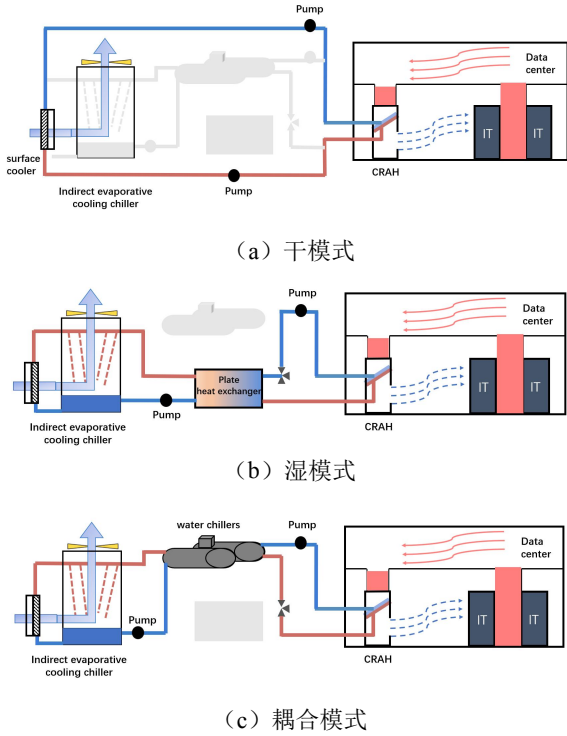 Pump
Data
center
IT
IT
surface
cooler
CRAH
Pump
Indirect evaporative
cooling chiller
（a）干模式
Pump
Data
center
Plate
heat exchanger
IT
IT
Pump
Indirect evaporative
cooling chiller
CRAH
（b）湿模式
water chillers
Pump
Data
center
Pump
IT
IT
Indirect evaporative
cooling chiller
CRAH
（c）耦合模式